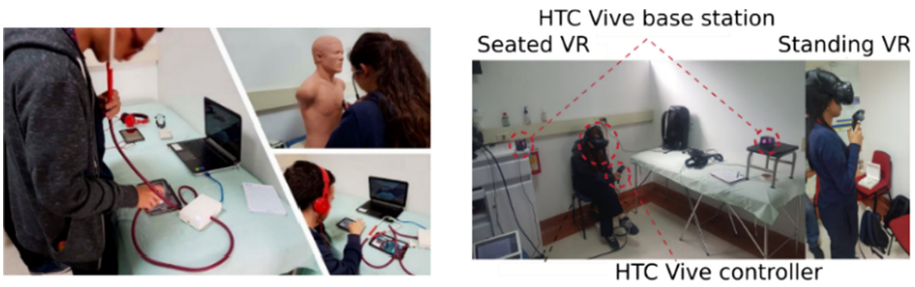 HTC Vive base station
Seated VR
Standing VR
HTC Vive controller